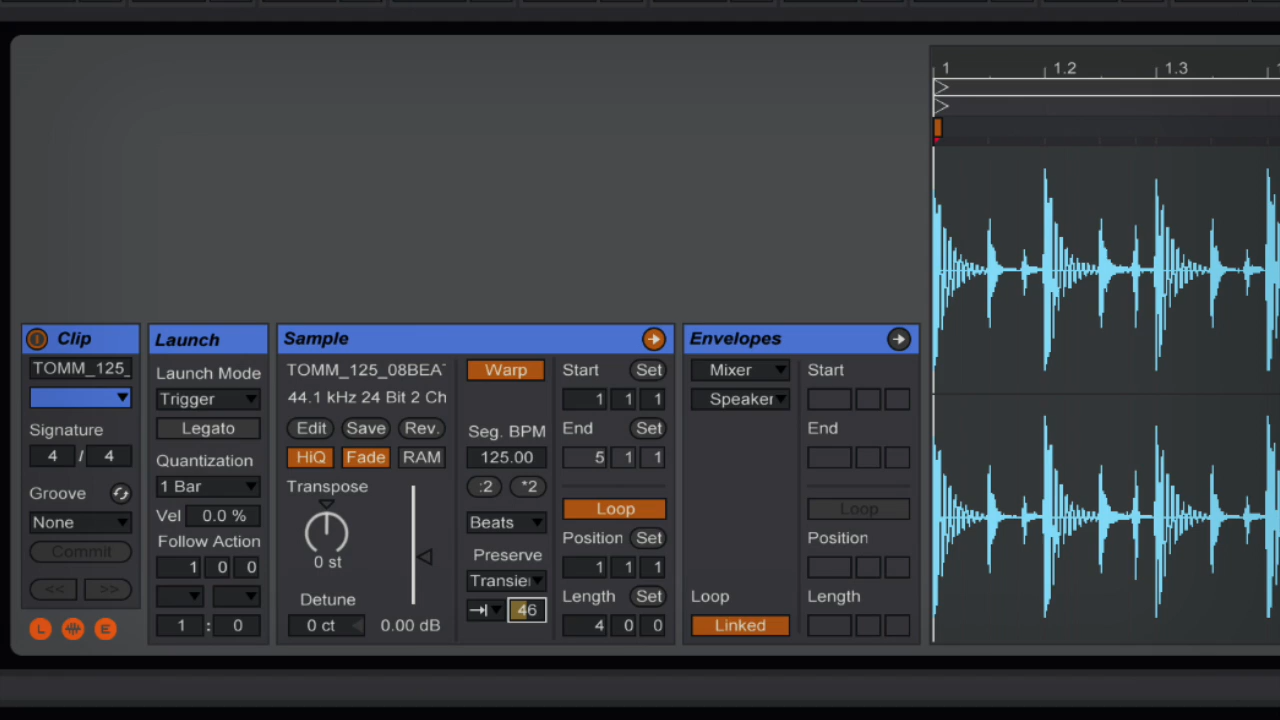 1 1.2 1.3
Clip
TOMM_125_
Signature
4 / 4
Groove
None
Commit
<< >>
L E
Launch
Launch Mode
Trigger
Legato
Quantization
1 Bar
Vel 0.0 %
Follow Action
1 0 0
1 : 0
Sample
TOMM_125_08BEA
44.1 kHz 24 Bit 2 Ch
Edit Save Rev.
HiQ Fade RAM
Transpose
0 st
Detune
0 ct 0.00 dB
Warp
Seg. BPM
125.00
:2 *2
Beats
Preserve
Transie
46
Start Set
1 1 1
End Set
5 1 1
Loop
Position Set
1 1 1
Length Set
4 0 0
Envelopes
Mixer
Speaker
Loop
Linked
Start
End
Loop
Position
Length